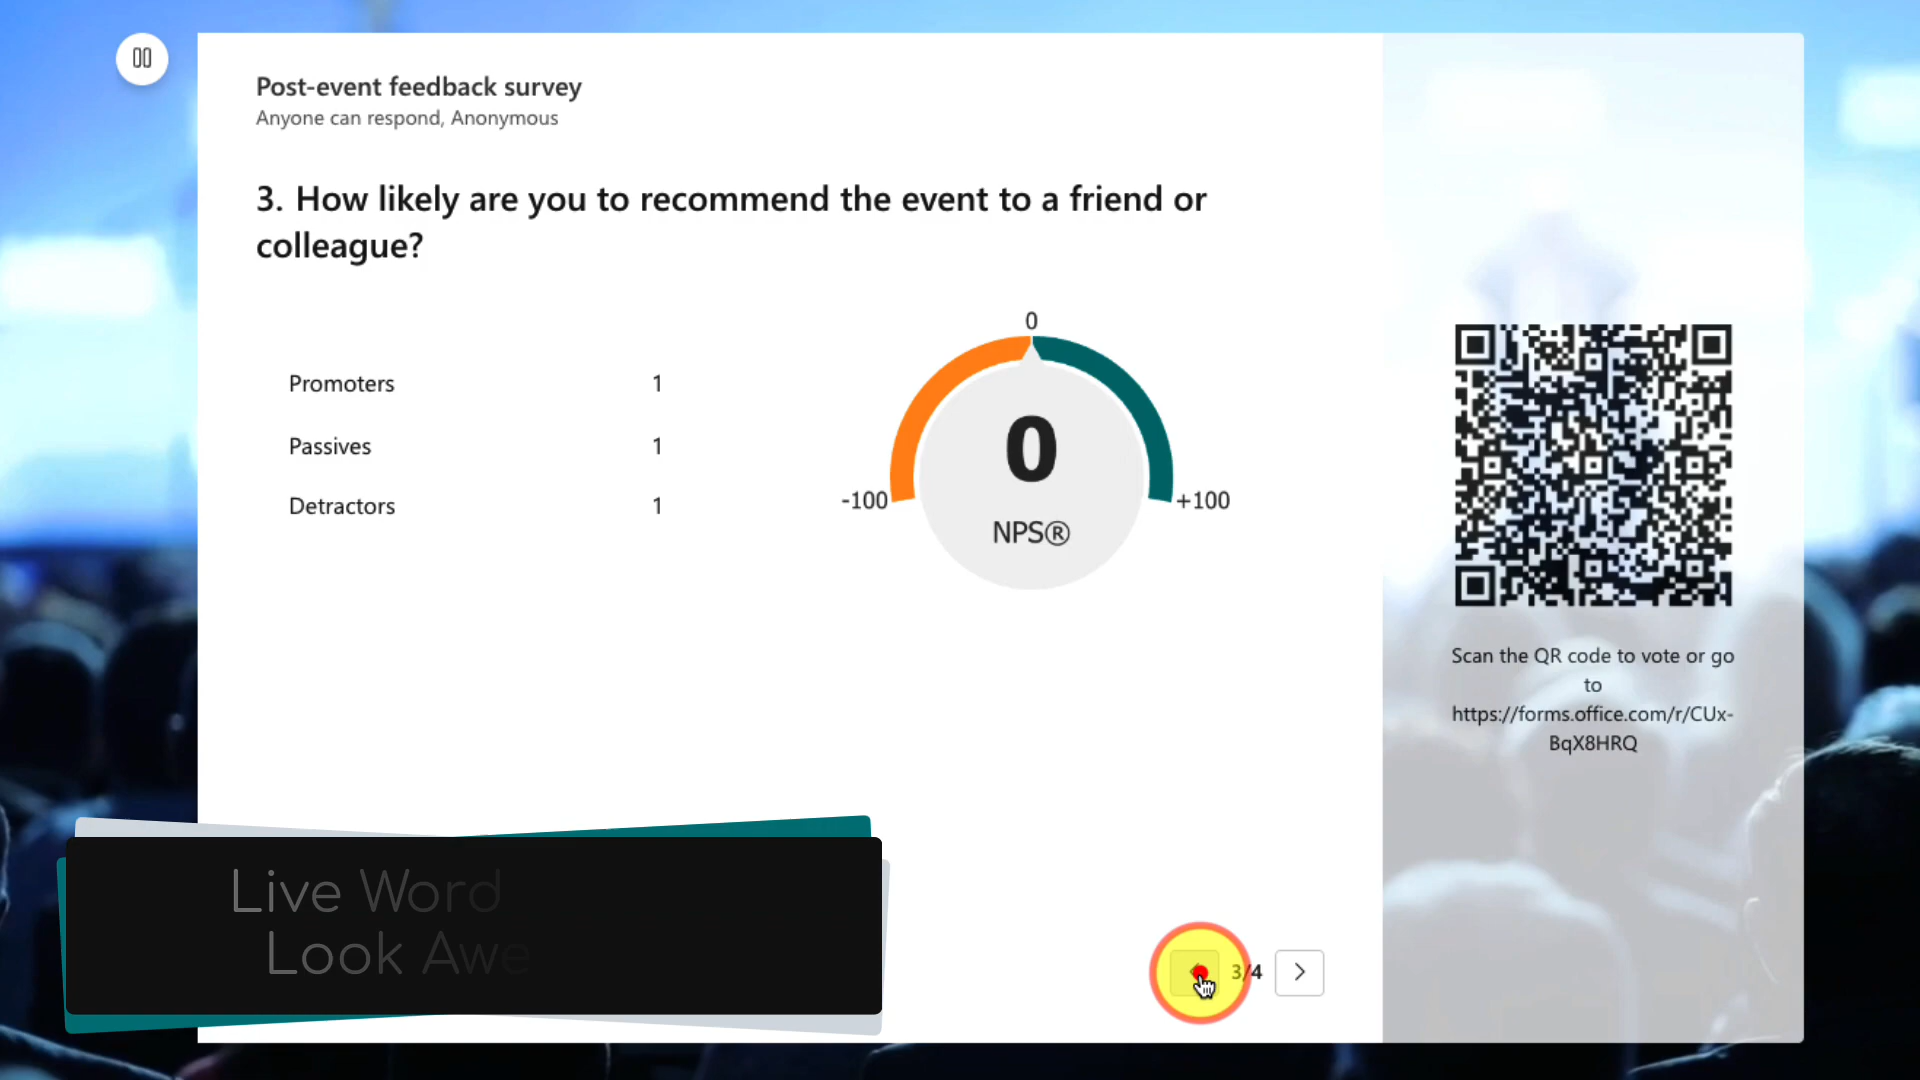 Post-event feedback survey
Anyone can respond, Anonymous
3. How likely are you to recommend the event to a friend or
colleague?
0
Promoters 1
Passives 1
Detractors 1
0
-100
+100
NPS®
Scan the QR code to vote or go
to
https://forms.office.com/r/CUx-
BqX8HRQ
Live Word
Look Awe
3/4